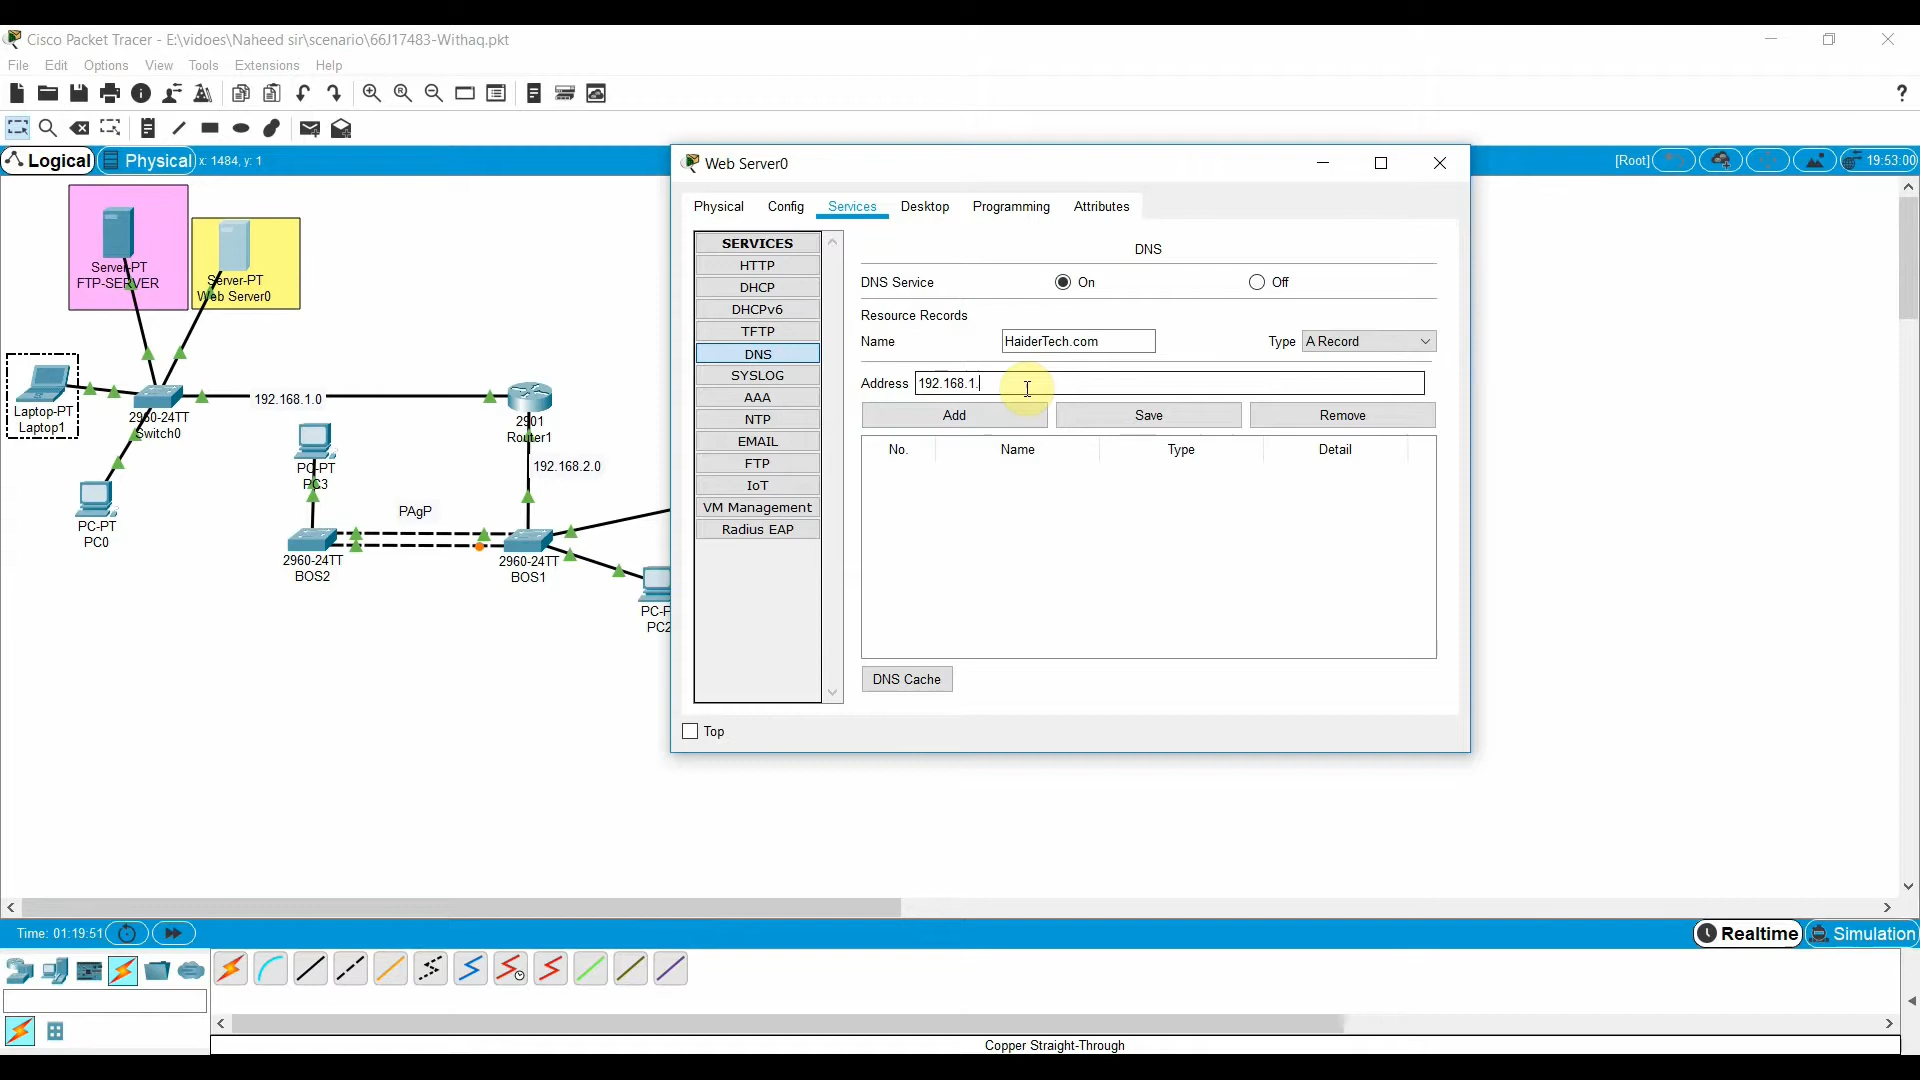 Cisco Packet Tracer - E:\vidoes\Naheed sir\scenario\66J17483-Withaq.pkt
File Edit Options View Tools Extensions Help
?
Logical Physical x: 1484, y: 1
[Root] 19:53:00
Server-PT
FTP-SERVER
Server-PT
Web Server0
Laptop-PT
Laptop1
2960-24TT
Switch0
192.168.1.0
2901
Router1
PC-PT
PC3
192.168.2.0
PC-PT
PC0
PAgP
2960-24TT
BOS2
2960-24TT
BOS1
PC-P
PC2
Web Server0
Physical Config Services Desktop Programming Attributes
SERVICES
HTTP
DHCP
DHCPv6
TFTP
DNS
SYSLOG
AAA
NTP
EMAIL
FTP
IoT
VM Management
Radius EAP
DNS
DNS Service On Off
Resource Records
Name HaiderTech.com Type A Record
Address 192.168.1.
Add Save Remove
No. Name Type Detail
DNS Cache
Top
Time: 01:19:51
Realtime Simulation
Copper Straight-Through